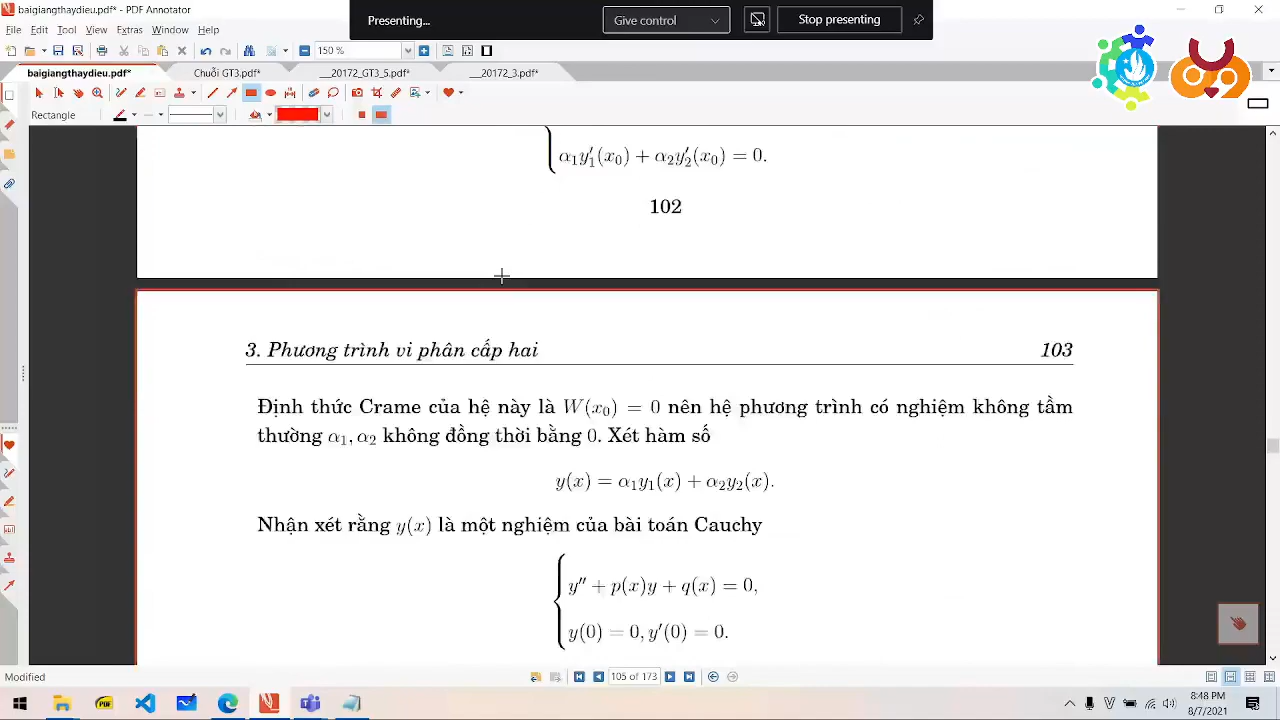 baigiangthaydieu.pdf* - PDF Annotator
Presenting...
Give control
Stop presenting
File Edit Tools View Extras Window Help
150 %
baigiangthaydieu.pdf* Chuỗi GT3.pdf* __20172_GT3_5.pdf* __20172_3.pdf*
Rectangle
α₁y′₁(x₀) + α₂y′₂(x₀) = 0.
102
3. Phương trình vi phân cấp hai 103
Định thức Crame của hệ này là W(x₀) = 0 nên hệ phương trình có nghiệm không tầm
thường α₁, α₂ không đồng thời bằng 0. Xét hàm số
y(x) = α₁y₁(x) + α₂y₂(x).
Nhận xét rằng y(x) là một nghiệm của bài toán Cauchy
y″ + p(x)y + q(x) = 0,
y(0) = 0, y′(0) = 0.
Modified
105 of 173
8:48 PM
8/7/2021